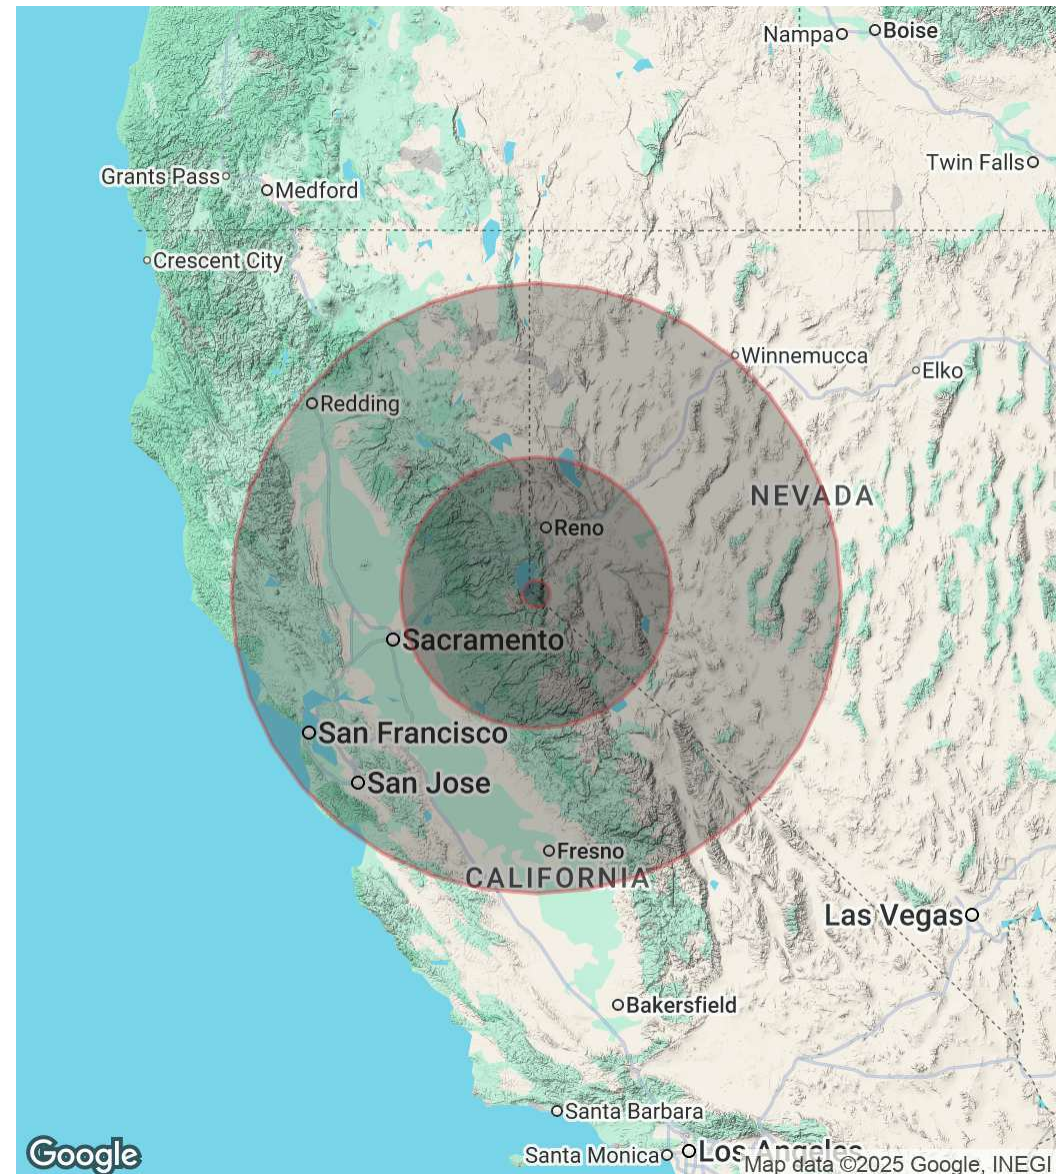 Nampa
Boise
Twin Falls
Grants Pass
Medford
Crescent City
Winnemucca
Elko
Redding
NEVADA
Reno
Sacramento
San Francisco
San Jose
Fresno
CALIFORNIA
Las Vegas
Bakersfield
Santa Barbara
Santa Monica
Los Angeles
Google
Map data ©2025 Google, INEGI